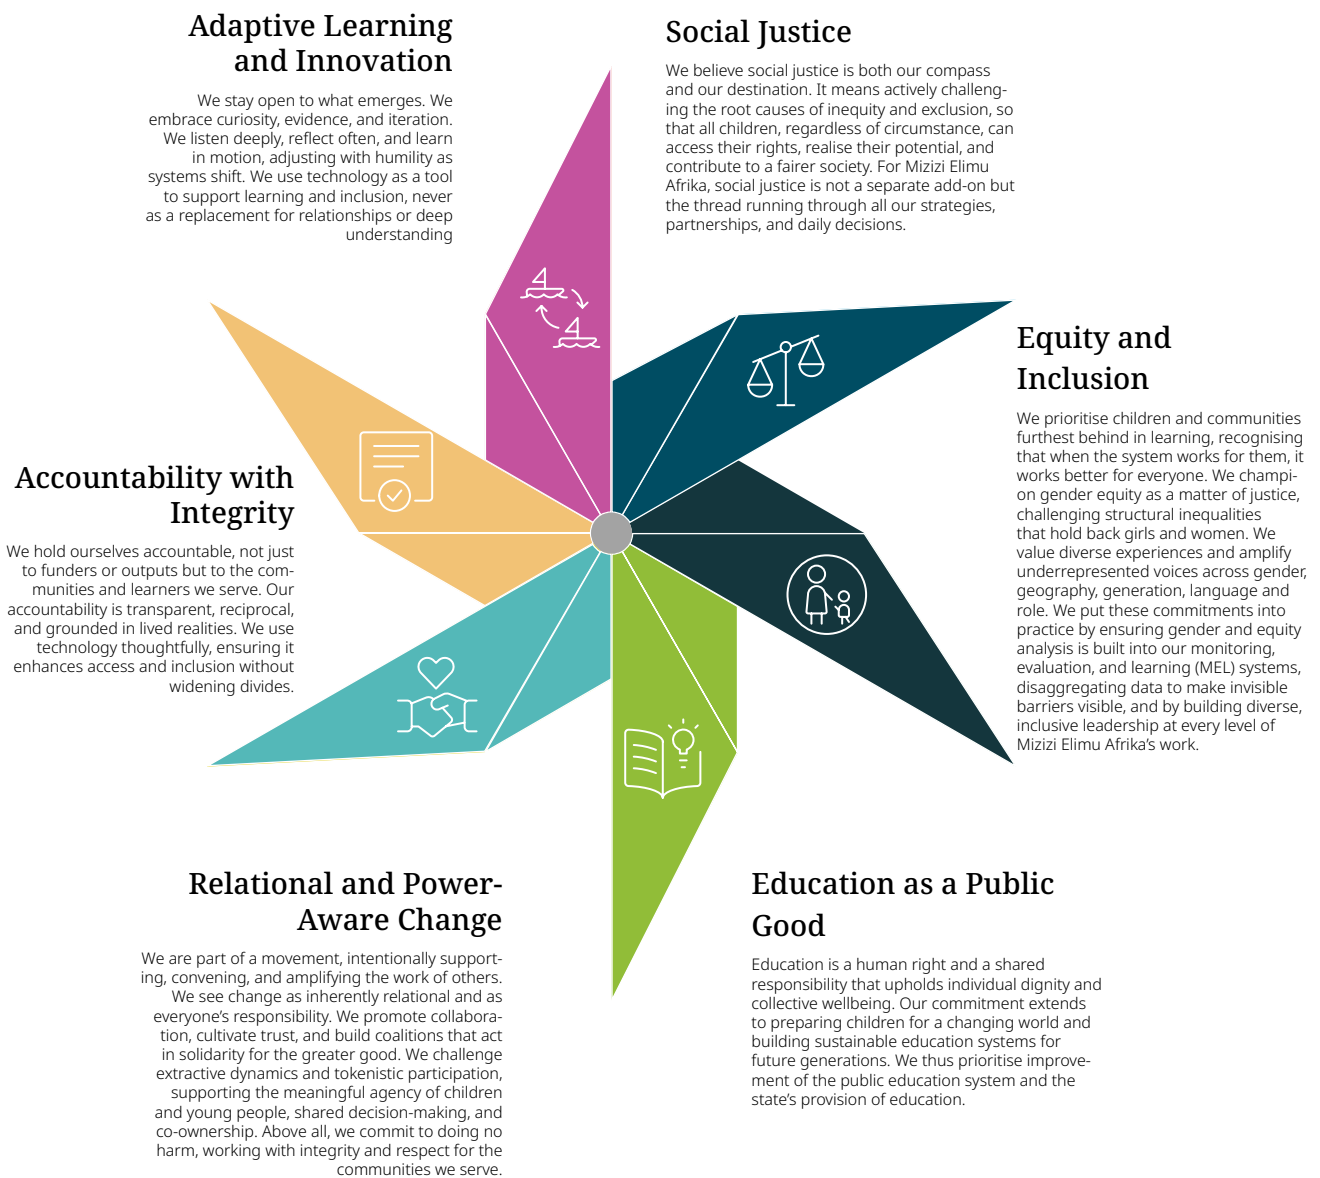 Adaptive Learning
and Innovation
We stay open to what emerges. We
embrace curiosity, evidence, and iteration.
We listen deeply, reflect often, and learn
in motion, adjusting with humility as
systems shift. We use technology as a tool
to support learning and inclusion, never
as a replacement for relationships or deep
understanding
Social Justice
We believe social justice is both our compass
and our destination. It means actively challeng-
ing the root causes of inequity and exclusion, so
that all children, regardless of circumstance, can
access their rights, realise their potential, and
contribute to a fairer society. For Mizizi Elimu
Afrika, social justice is not a separate add-on but
the thread running through all our strategies,
partnerships, and daily decisions.
Equity and
Inclusion
We prioritise children and communities
furthest behind in learning, recognising
that when the system works for them, it
works better for everyone. We champi-
on gender equity as a matter of justice,
challenging structural inequalities
that hold back girls and women. We
value diverse experiences and amplify
underrepresented voices across gender,
geography, generation, language and
role. We put these commitments into
practice by ensuring gender and equity
analysis is built into our monitoring,
evaluation, and learning (MEL) systems,
disaggregating data to make invisible
barriers visible, and by building diverse,
inclusive leadership at every level of
Mizizi Elimu Afrika's work.
Accountability with
Integrity
We hold ourselves accountable, not just
to funders or outputs but to the com-
munities and learners we serve. Our
accountability is transparent, reciprocal,
and grounded in lived realities. We use
technology thoughtfully, ensuring it
enhances access and inclusion without
widening divides.
Relational and Power-
Aware Change
We are part of a movement, intentionally support-
ing, convening, and amplifying the work of others.
We see change as inherently relational and as
everyone's responsibility. We promote collabora-
tion, cultivate trust, and build coalitions that act
in solidarity for the greater good. We challenge
extractive dynamics and tokenistic participation,
supporting the meaningful agency of children
and young people, shared decision-making, and
co-ownership. Above all, we commit to doing no
harm, working with integrity and respect for the
communities we serve.
Education as a Public
Good
Education is a human right and a shared
responsibility that upholds individual dignity and
collective wellbeing. Our commitment extends
to preparing children for a changing world and
building sustainable education systems for
future generations. We thus prioritise improve-
ment of the public education system and the
state's provision of education.